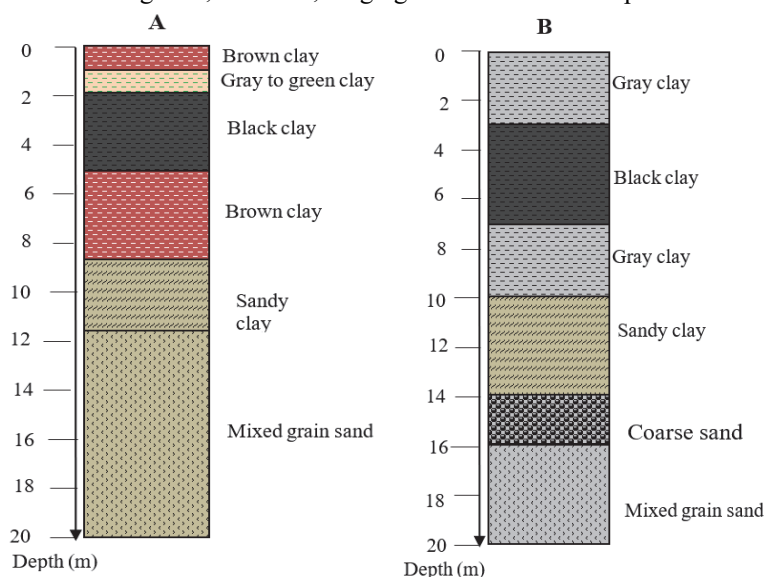 A
0
2
4
6
8
10
12
14
16
18
20
Depth (m)
Brown clay
Gray to green clay
Black clay
Brown clay
Sandy
clay
Mixed grain sand
B
0
2
4
6
8
10
12
14
16
18
20
Depth (m)
Gray clay
Black clay
Gray clay
Sandy clay
Coarse sand
Mixed grain sand